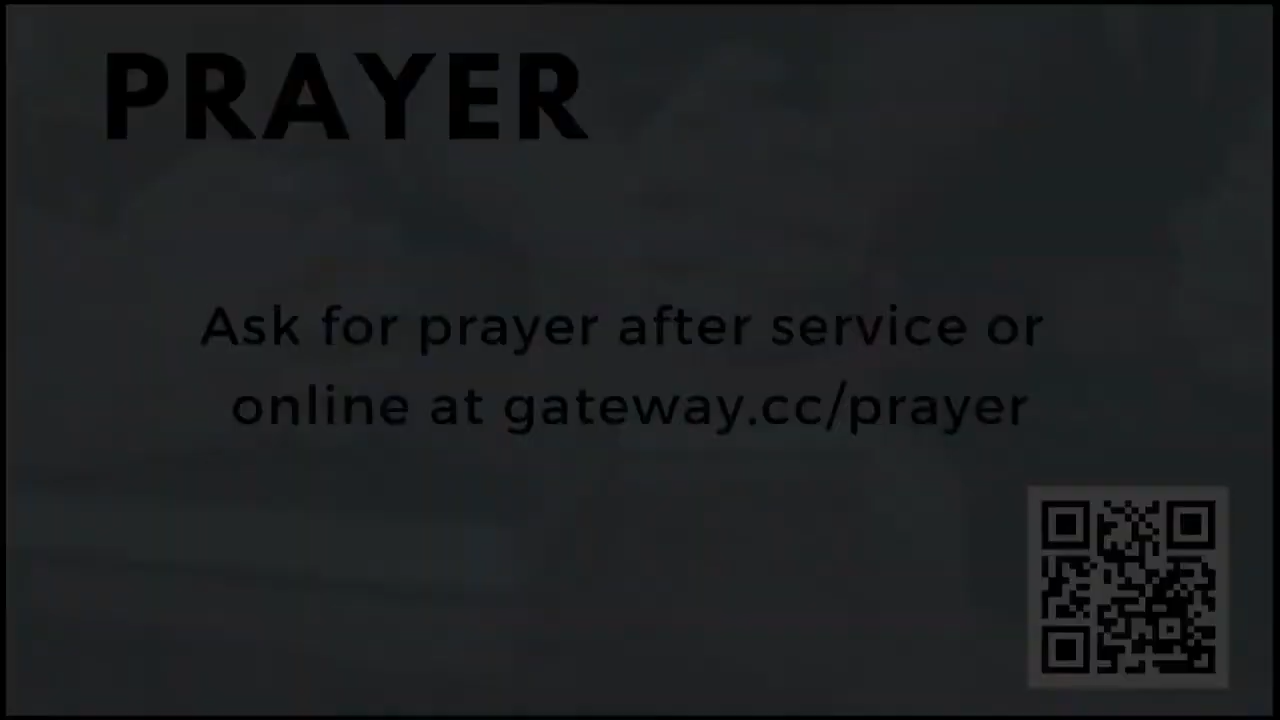 PRAYER
Ask for prayer after service or
online at gateway.cc/prayer